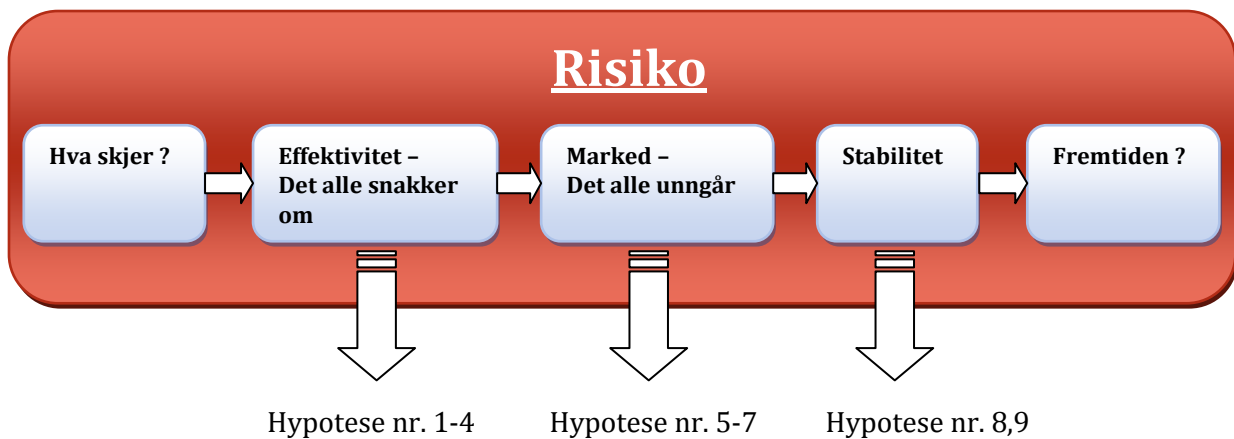 Risiko
Hva skjer ?
Effektivitet –
Det alle snakker
om
Marked –
Det alle unngår
Stabilitet
Fremtiden ?
Hypotese nr. 1-4
Hypotese nr. 5-7
Hypotese nr. 8,9